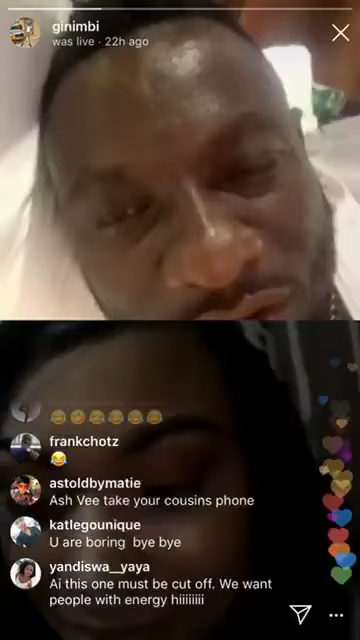 ginimbi
was live · 22h ago
😂🤣😂😂😂😂
frankchotz
😂
astoldbymatie
Ash Vee take your cousins phone
katlegounique
U are boring bye bye
yandiswa__yaya
Ai this one must be cut off. We want
people with energy hiiiiiiii